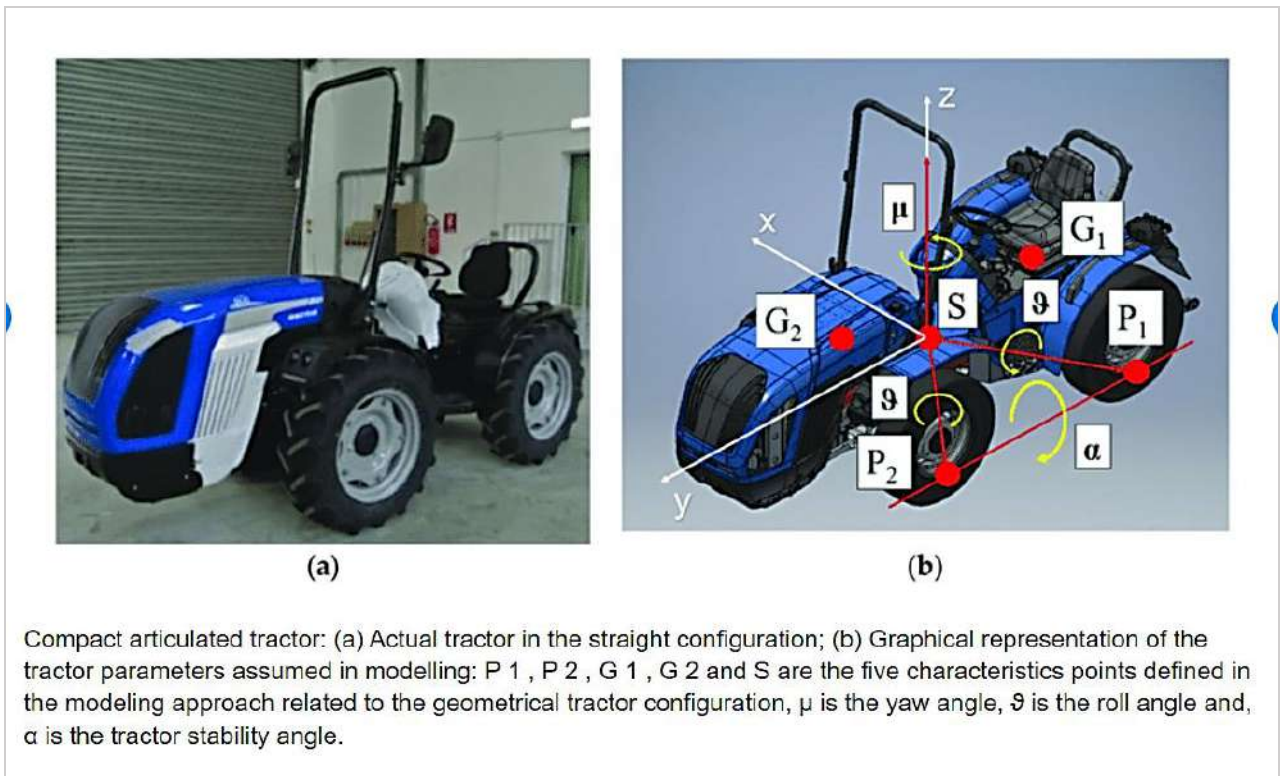 z
μ
x
G1
S
ϑ
G2
P1
ϑ
P2
α
y
(a)
(b)
Compact articulated tractor: (a) Actual tractor in the straight configuration; (b) Graphical representation of the
tractor parameters assumed in modelling: P 1 , P 2 , G 1 , G 2 and S are the five characteristics points defined in
the modeling approach related to the geometrical tractor configuration, μ is the yaw angle, ϑ is the roll angle and,
α is the tractor stability angle.